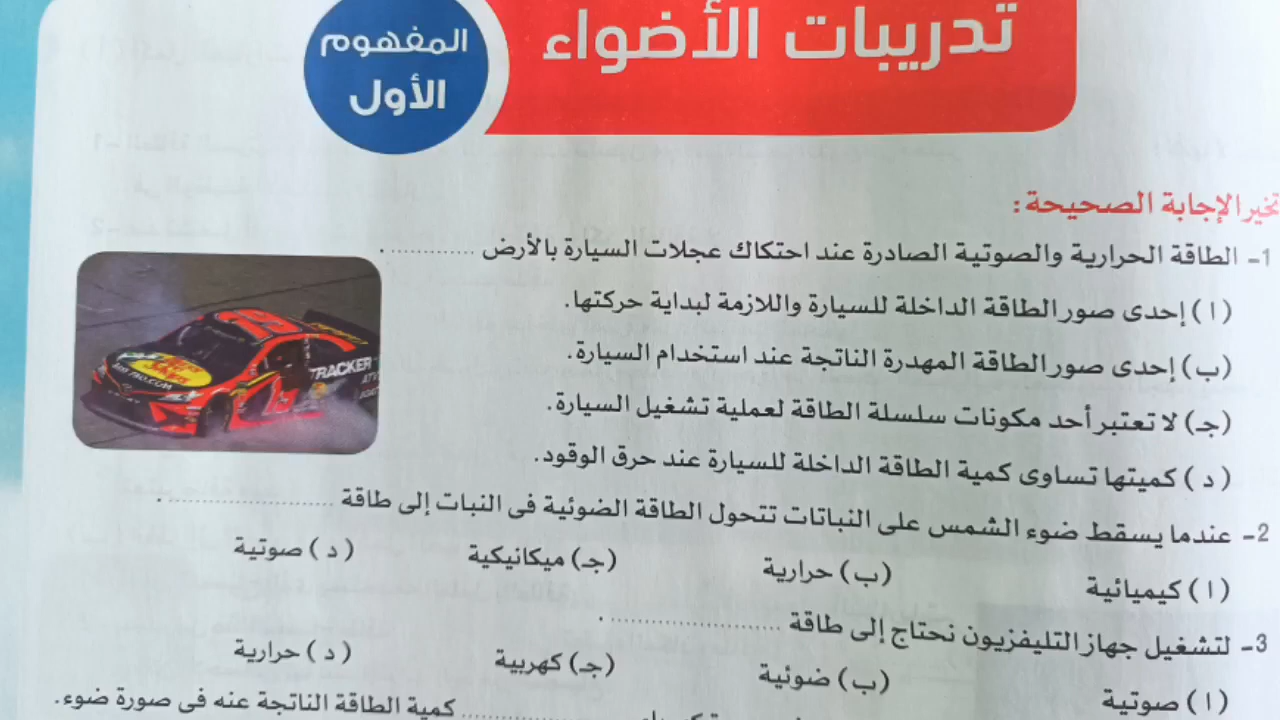 تدريبات الأضواء
المفهوم
الأول
تخير الإجابة الصحيحة:
1- الطاقة الحرارية والصوتية الصادرة عند احتكاك عجلات السيارة بالأرض ............ .
(ا) إحدى صور الطاقة الداخلة للسيارة واللازمة لبداية حركتها.
(ب) إحدى صور الطاقة المهدرة الناتجة عند استخدام السيارة.
(جـ) لا تعتبر أحد مكونات سلسلة الطاقة لعملية تشغيل السيارة.
(د) كميتها تساوى كمية الطاقة الداخلة للسيارة عند حرق الوقود.
TRACKER
2- عندما يسقط ضوء الشمس على النباتات تتحول الطاقة الضوئية فى النبات إلى طاقة ........................ .
(ا) كيميائية (ب) حرارية (جـ) ميكانيكية (د) صوتية
3- لتشغيل جهاز التليفزيون نحتاج إلى طاقة ........................ .
(ا) صوتية (ب) ضوئية (جـ) كهربية (د) حرارية
........................ كمية الطاقة الناتجة عنه فى صورة ضوء.